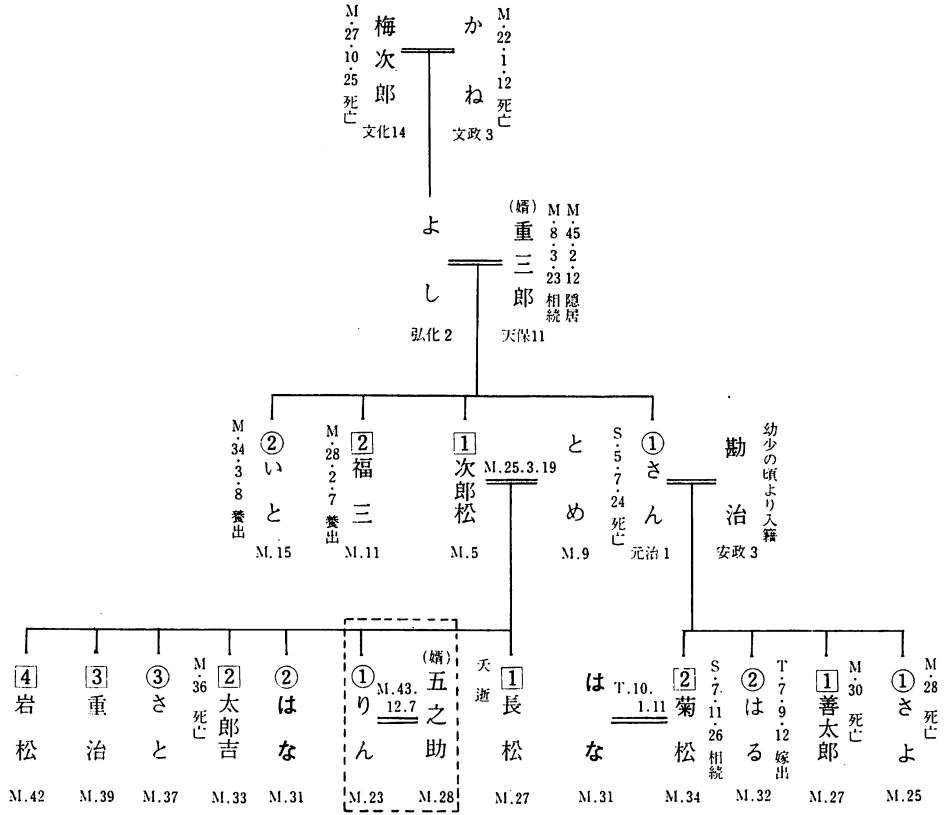 M・22・1・12 死亡
かね
文政3
梅次郎
M・27・10・25 死亡
文化14
M・45・2・12 隠居
M・8・3・23 相続
(婿)
重三郎
天保11
よし
弘化2
幼少の頃より入籍
勘治
安政3
①さん
S・5・7・24 死亡
元治1
とめ
M.9
M.25.3.19
1次郎松
M.5
2福三
M・28・2・7 養出
M.11
②いと
M・34・3・8 養出
M.15
M・28 死亡
①さよ
M.25
M・30 死亡
1善太郎
M.27
T・7・9・12 嫁出
②はる
M.32
S・7・11・26 相続
2菊松
M.34
T.10.
1.11
はな
M.31
1長松
夭逝
M.27
(婿)
五之助
M.28
M.43.
12.7
①りん
M.23
②はな
M.31
2太郎吉
M・36 死亡
M.33
③さと
M.37
3重治
M.39
4岩松
M.42